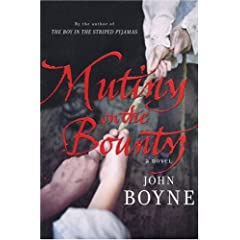 By the author of
THE BOY IN THE STRIPED PYJAMAS
Mutiny
on the
Bounty
a novel
JOHN
BOYNE